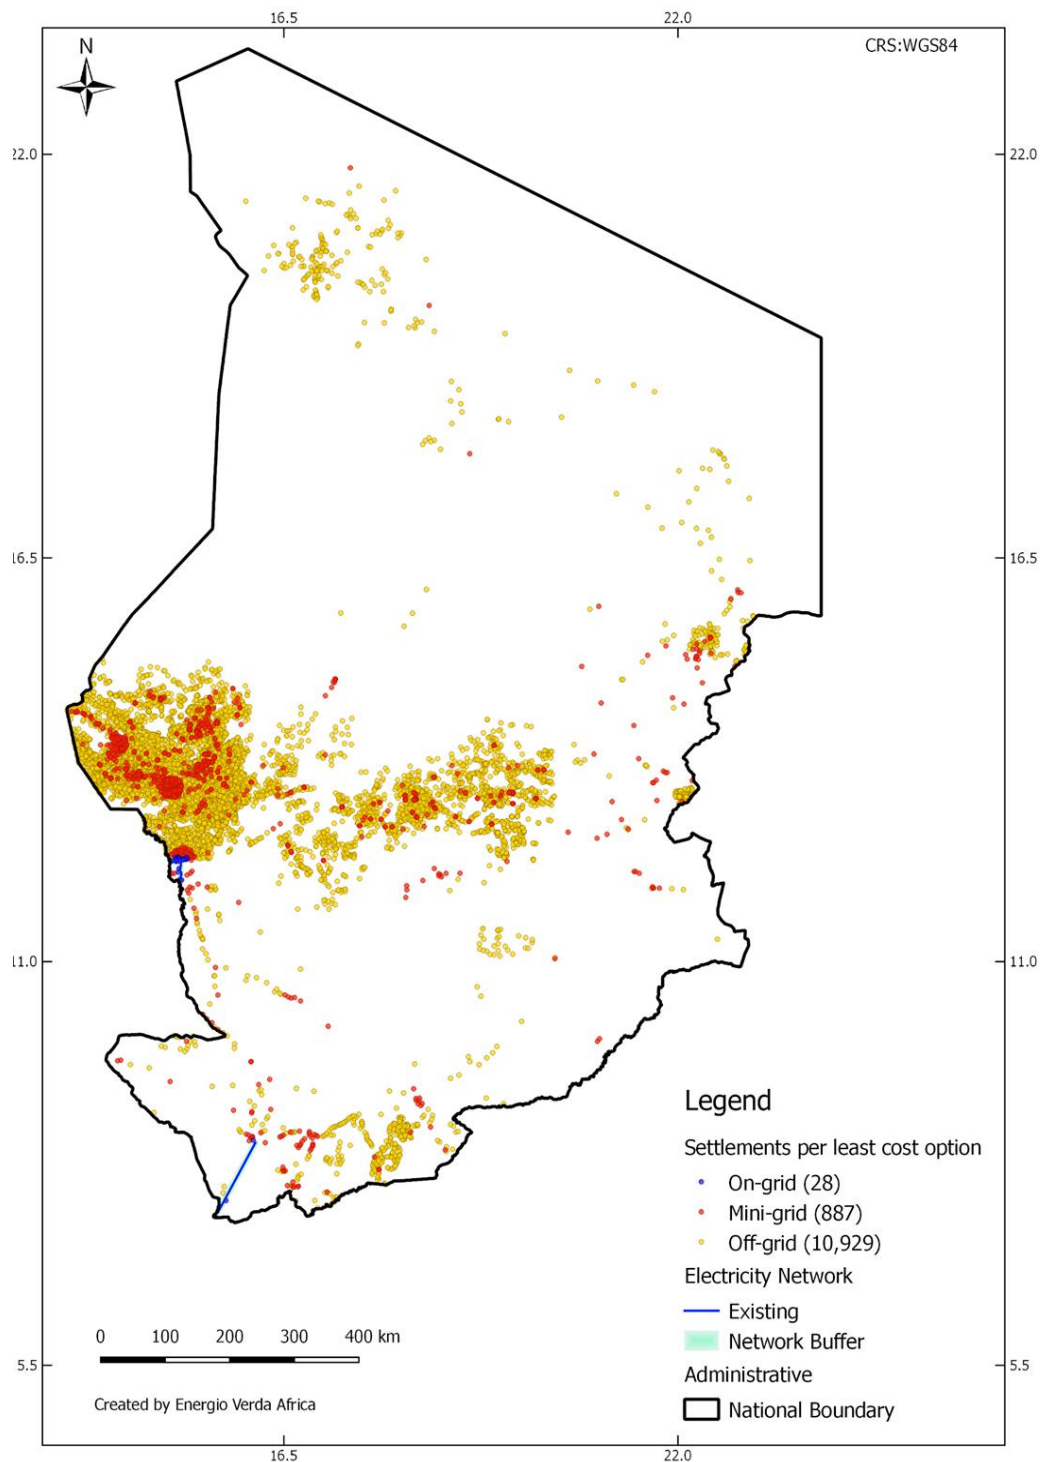 16.5 22.0
CRS:WGS84
N
22.0 22.0
16.5 16.5
11.0 11.0
Legend
Settlements per least cost option
On-grid (28)
Mini-grid (887)
Off-grid (10,929)
Electricity Network
Existing
0 100 200 300 400 km
Network Buffer
5.5 5.5
Administrative
Created by Energio Verda Africa
National Boundary
16.5 22.0